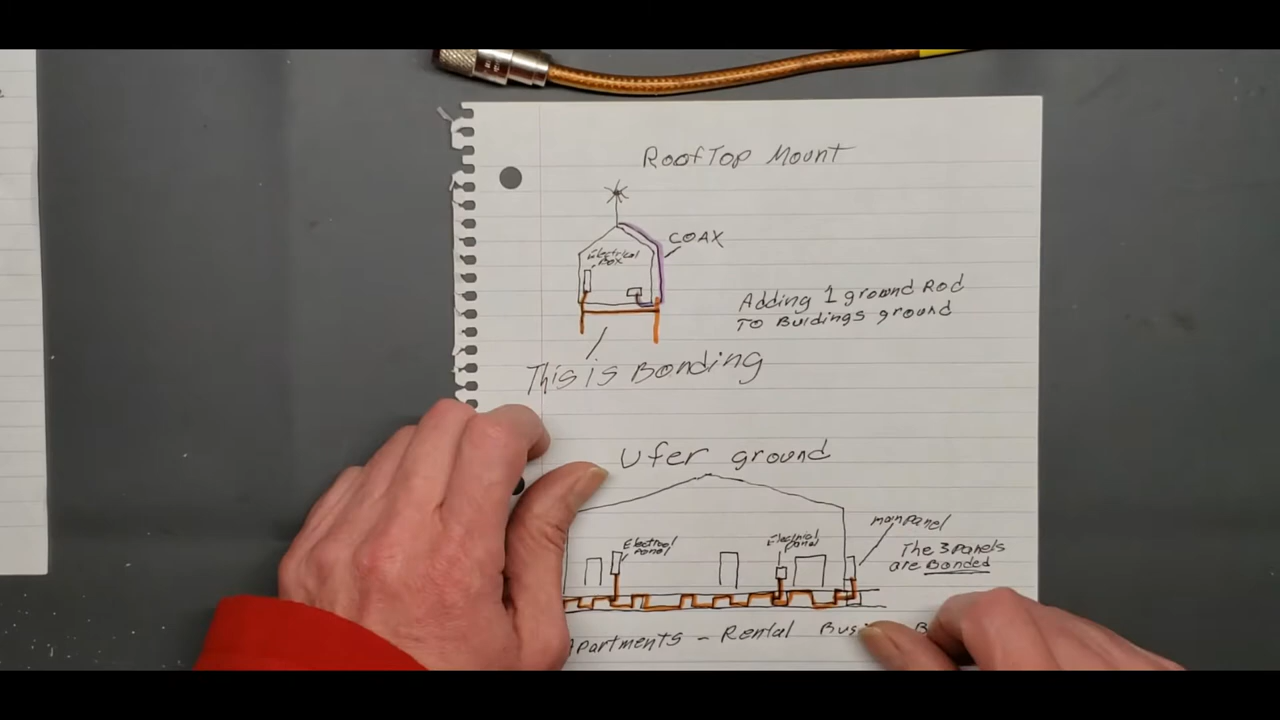 RoofTop Mount
COAX
Electrical
Box
Adding 1 ground Rod
To Buildings ground
This is Bonding
Ufer ground
main Panel
Electrical
Panel
Electrical
panel
The 3 Panels
are Bonded
Apartments - Rental Bus